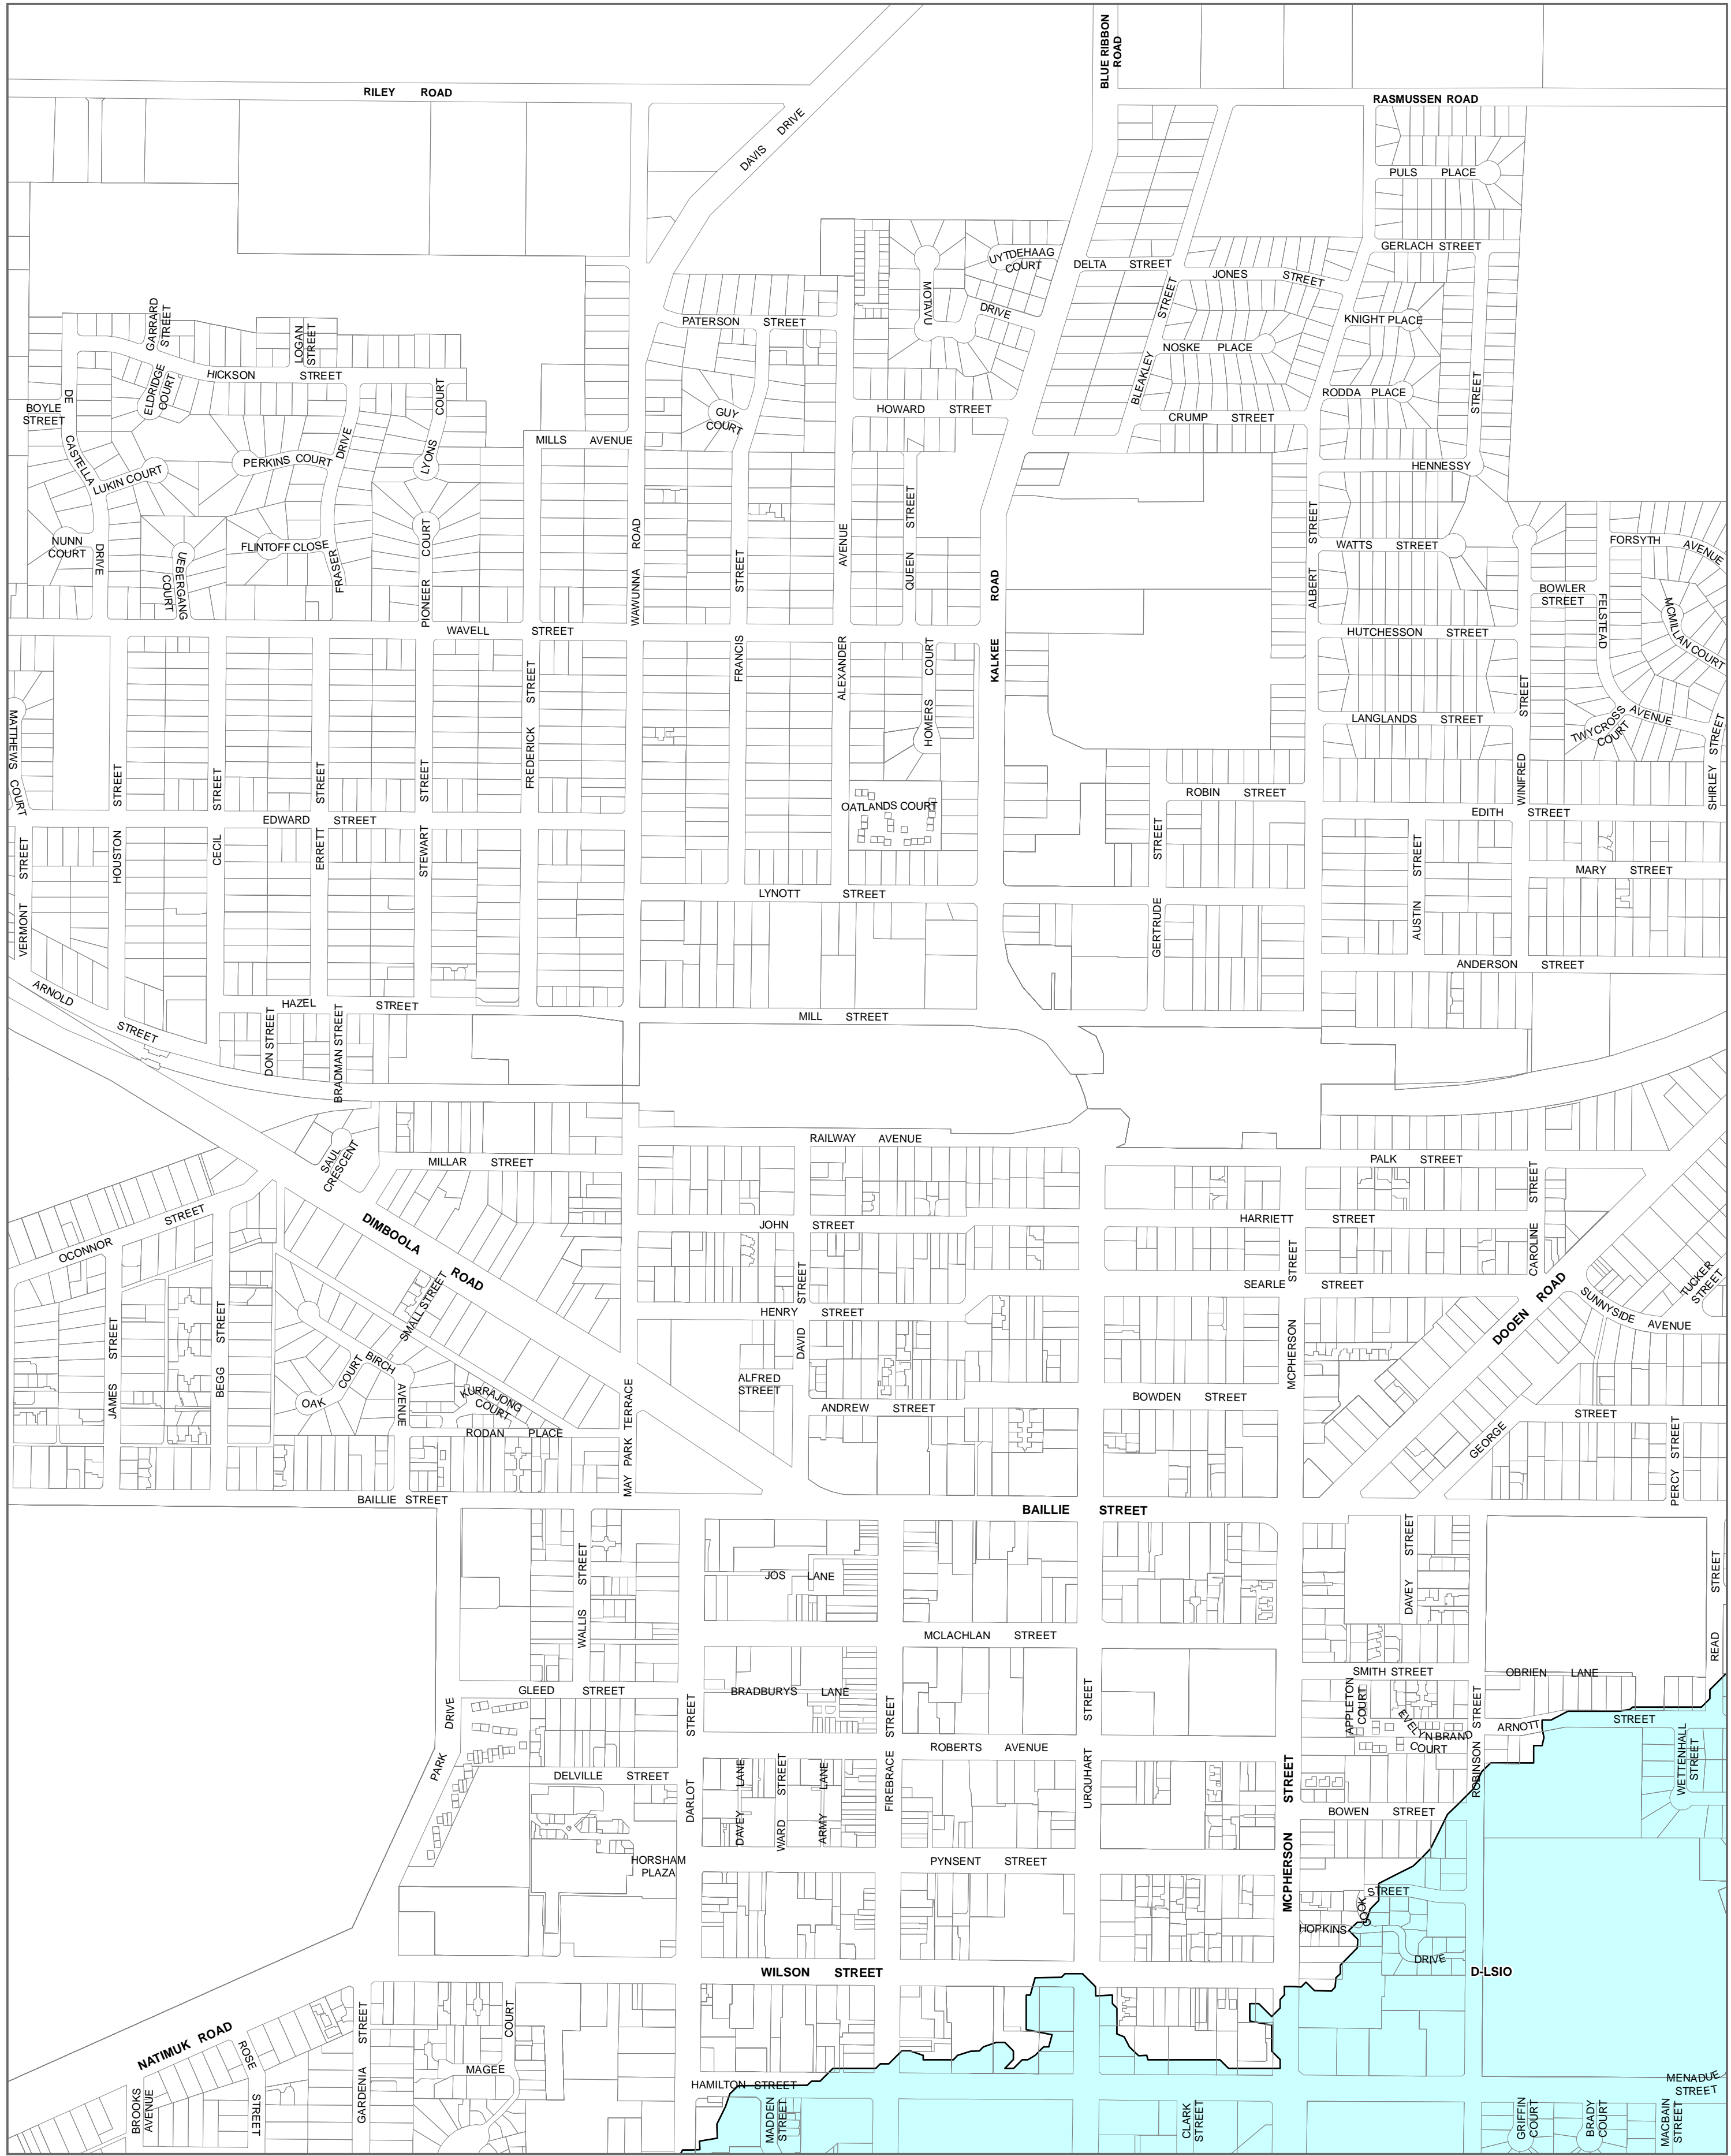 BLUE RIBBON
ROAD
RILEY ROAD
RASMUSSEN ROAD
DAVIS DRIVE
PULS PLACE
GERLACH STREET
UYTDEHAAG
COURT
DELTA STREET
JONES STREET
MOTAVU DRIVE
GARRARD
STREET
LOGAN
STREET
PATERSON STREET
KNIGHT PLACE
STREET
NOSKE PLACE
BLEAKLEY
HICKSON STREET
ELDRIDGE
COURT
DE CASTELLA DRIVE
BOYLE
STREET
LYONS COURT
GUY
COURT
HOWARD STREET
RODDA PLACE
STREET
CRUMP STREET
MILLS AVENUE
PERKINS COURT
FRASER DRIVE
LUKIN COURT
HENNESSY
NUNN
COURT
UEBERGANG
COURT
FLINTOFF CLOSE
PIONEER COURT
WAWUNNA ROAD
FRANCIS STREET
ALEXANDER AVENUE
QUEEN STREET
KALKEE ROAD
ALBERT STREET
WATTS STREET
FORSYTH AVENUE
BOWLER
STREET
FELSTEAD AVENUE
MCMILLAN COURT
WAVELL STREET
HUTCHESSON STREET
HOMERS COURT
FREDERICK STREET
MATTHEWS COURT
LANGLANDS STREET
TWYCROSS
COURT
WINIFRED STREET
SHIRLEY STREET
HOUSTON STREET
CECIL STREET
ERRETT STREET
STEWART STREET
OATLANDS COURT
ROBIN STREET
EDWARD STREET
EDITH STREET
VERMONT STREET
GERTRUDE STREET
AUSTIN STREET
MARY STREET
LYNOTT STREET
ANDERSON STREET
ARNOLD STREET
HAZEL STREET
DON STREET
BRADMAN STREET
MILL STREET
RAILWAY AVENUE
SAUL
CRESCENT
MILLAR STREET
PALK STREET
CAROLINE STREET
OCONNOR STREET
DIMBOOLA ROAD
JOHN STREET
HARRIETT STREET
SEARLE STREET
DAVID STREET
MCPHERSON STREET
DOOEN ROAD
TUCKER
STREET
SUNNYSIDE AVENUE
SMALL STREET
HENRY STREET
JAMES STREET
BEGG STREET
BIRCH AVENUE
OAK COURT
KURRAJONG
COURT
ALFRED
STREET
ANDREW STREET
BOWDEN STREET
RODAN PLACE
MAY PARK TERRACE
GEORGE STREET
PERCY STREET
BAILLIE STREET
BAILLIE STREET
WALLIS STREET
JOS LANE
DAVEY STREET
READ STREET
MCLACHLAN STREET
SMITH STREET
OBRIEN LANE
GLEED STREET
BRADBURYS LANE
APPLETON
COURT
EVELYN BRAND
COURT
ROBINSON STREET
ARNOTT STREET
WETTENHALL
STREET
PARK DRIVE
DARLOT STREET
FIREBRACE STREET
URQUHART STREET
ROBERTS AVENUE
DELVILLE STREET
DAVEY LANE
WARD STREET
ARMY LANE
MCPHERSON STREET
BOWEN STREET
HORSHAM
PLAZA
PYNSENT STREET
COOK STREET
HOPKINS DRIVE
WILSON STREET
D-LSIO
NATIMUK ROAD
ROSE STREET
BROOKS
AVENUE
GARDENIA STREET
MAGEE COURT
HAMILTON STREET
MADDEN
STREET
CLARK
STREET
GRIFFIN
COURT
BRADY
COURT
MACBAIN
STREET
MENADUE
STREET